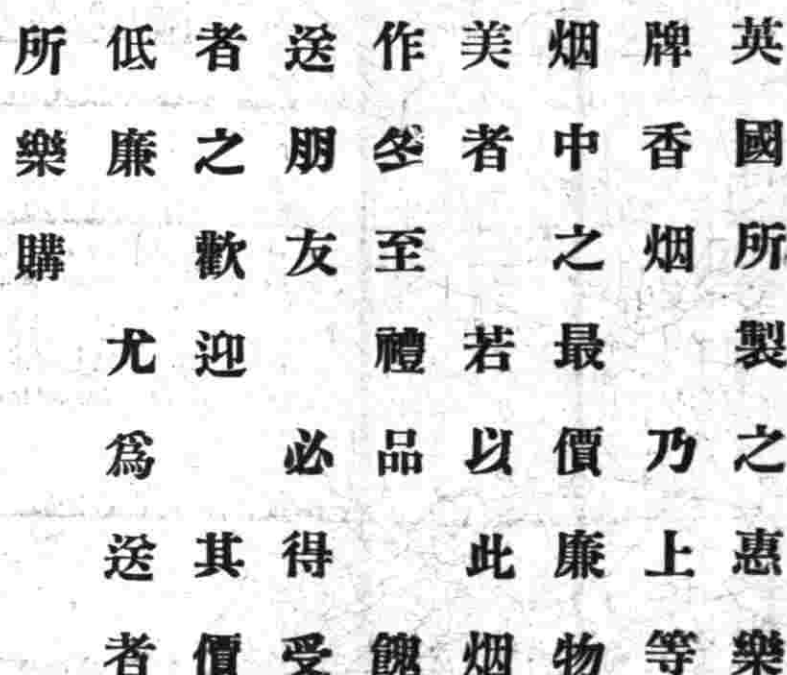 英國所製之惠樂
牌香烟 乃上等
烟中之最價廉物
美者 若以此烟
作冬至禮品 餽
送朋友 必得受
者之歡迎 其價
低廉 尤爲送者
所樂購